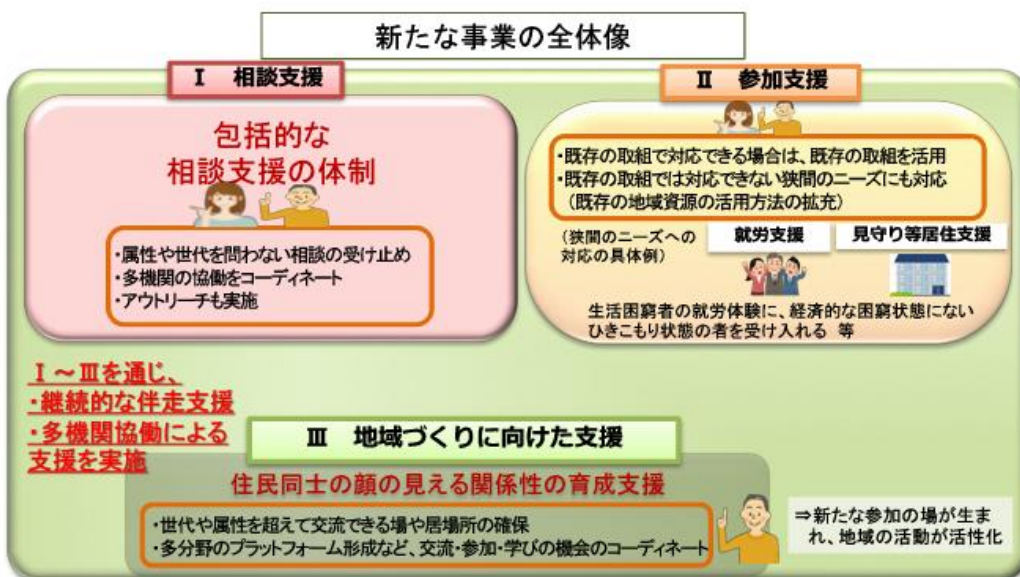 新たな事業の全体像
Ⅰ 相談支援
包括的な
相談支援の体制
・属性や世代を問わない相談の受け止め
・多機関の協働をコーディネート
・アウトリーチも実施
Ⅱ 参加支援
・既存の取組で対応できる場合は、既存の取組を活用
・既存の取組では対応できない狭間のニーズにも対応
（既存の地域資源の活用方法の拡充）
（狭間のニーズへの
対応の具体例）
就労支援
見守り等居住支援
生活困窮者の就労体験に、経済的な困窮状態にない
ひきこもり状態の者を受け入れる 等
Ⅰ～Ⅲを通じ、
・継続的な伴走支援
・多機関協働による
支援を実施
Ⅲ 地域づくりに向けた支援
住民同士の顔の見える関係性の育成支援
・世代や属性を超えて交流できる場や居場所の確保
・多分野のプラットフォーム形成など、交流・参加・学びの機会のコーディネート
⇒新たな参加の場が生ま
れ、地域の活動が活性化